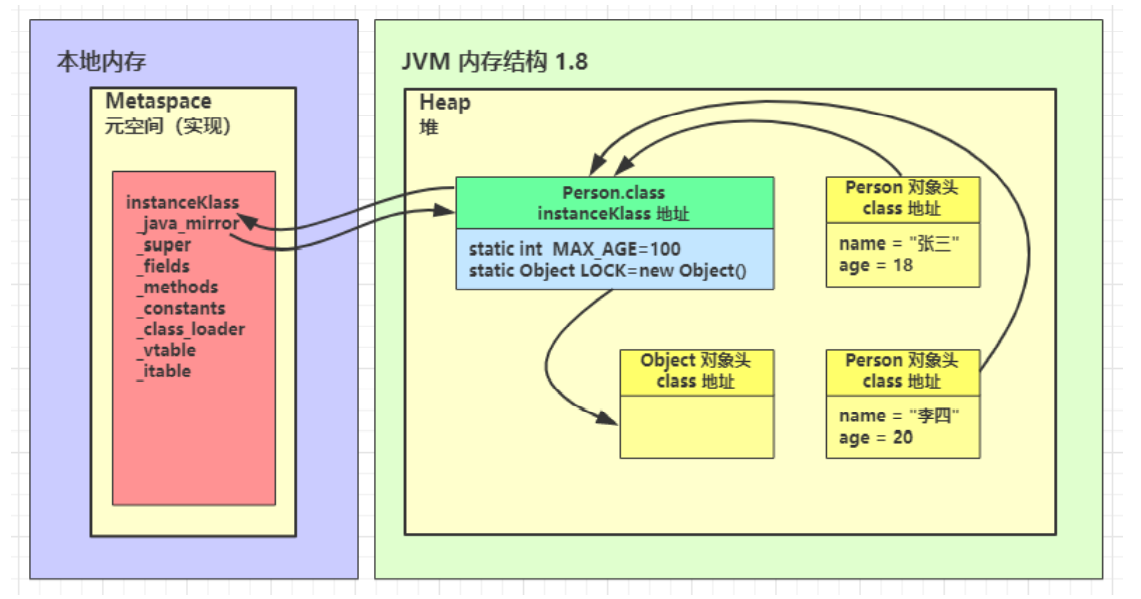 本地内存
Metaspace
元空间（实现）
instanceKlass
_java_mirror
_super
_fields
_methods
_constants
_class_loader
_vtable
_itable
JVM 内存结构 1.8
Heap
堆
Person.class
instanceKlass 地址
static int  MAX_AGE=100
static Object LOCK=new Object()
Person 对象头
class 地址
name = "张三"
age = 18
Object 对象头
class 地址
Person 对象头
class 地址
name = "李四"
age = 20